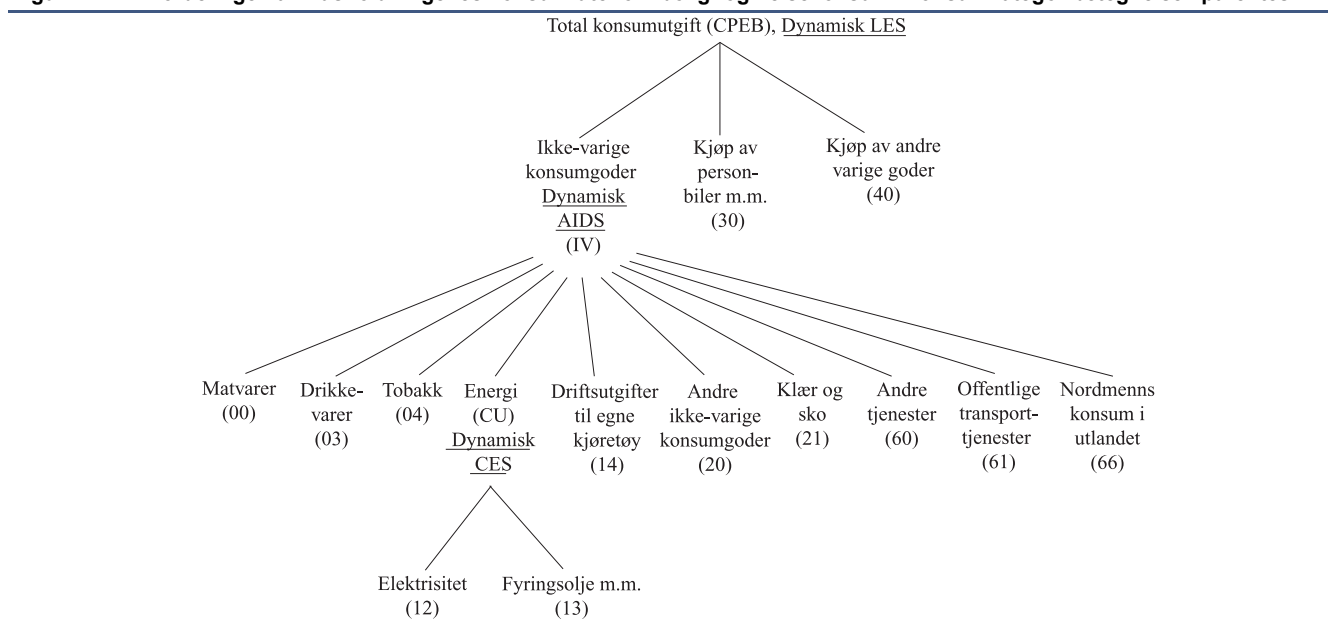 Total konsumutgift (CPEB), Dynamisk LES
Ikke-varige
konsumgoder
Dynamisk
AIDS
(IV)
Kjøp av
person-
biler m.m.
(30)
Kjøp av andre
varige goder
(40)
Matvarer
(00)
Drikke-
varer
(03)
Tobakk
(04)
Energi
(CU)
Dynamisk
CES
Driftsutgifter
til egne
kjøretøy
(14)
Andre
ikke-varige
konsumgoder
(20)
Klær og
sko
(21)
Andre
tjenester
(60)
Offentlige
transport-
tjenester
(61)
Nordmenns
konsum i
utlandet
(66)
Elektrisitet
(12)
Fyringsolje m.m.
(13)